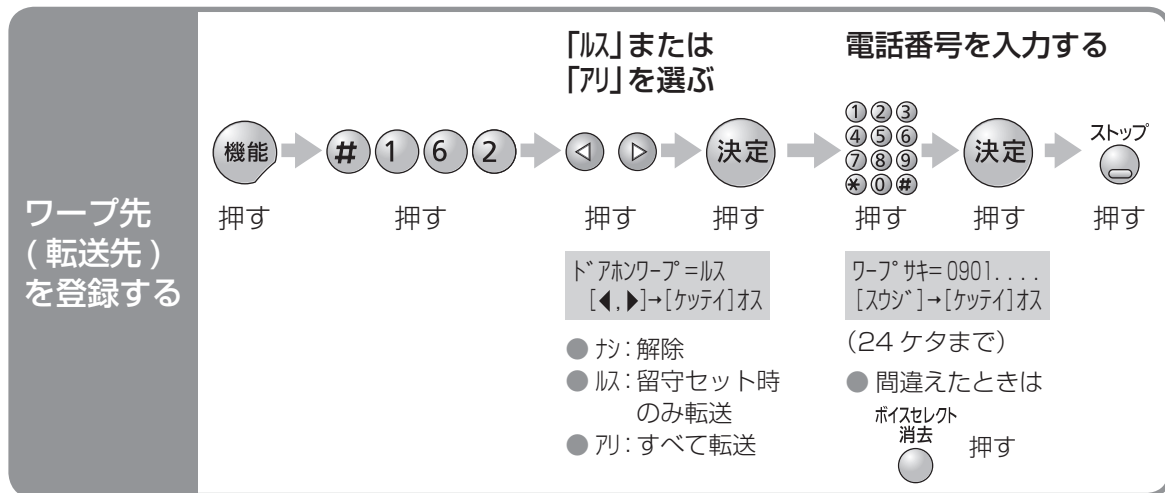 ワープ先
(転送先)
を登録する
機能
押す
# 1 6 2
押す
「ﾙｽ」または
「ｱﾘ」を選ぶ
◁ ▷
押す
決定
押す
ﾄﾞｱﾎﾝﾜｰﾌﾟ=ﾙｽ
[◀,▶]→[ｹｯﾃｲ]ｵｽ
● ﾅｼ:解除
● ﾙｽ:留守セット時
のみ転送
● ｱﾘ:すべて転送
電話番号を入力する
1 2 3
4 5 6
7 8 9
* 0 #
押す
決定
押す
ﾜｰﾌﾟｻｷ=0901....
[ｽｳｼﾞ]→[ｹｯﾃｲ]ｵｽ
(24 ケタまで)
● 間違えたときは
ﾎﾞｲｽｾﾚｸﾄ
消去
押す
ストップ
押す